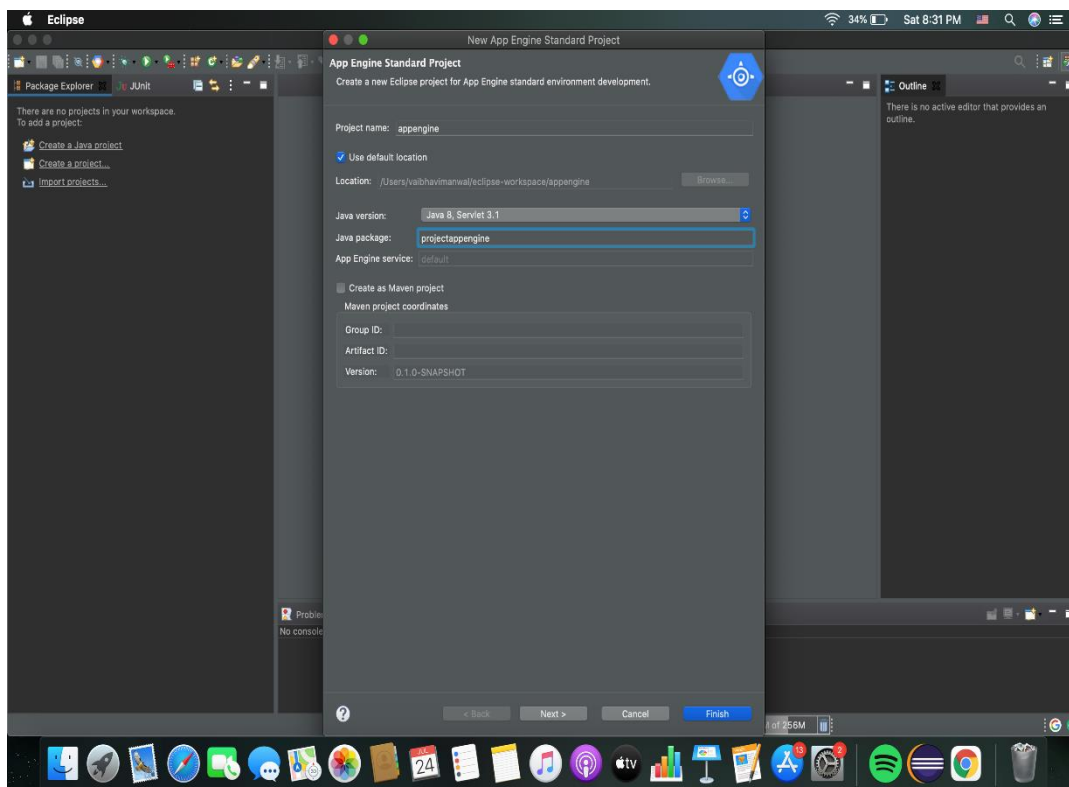 Eclipse
34%
Sat 8:31 PM
New App Engine Standard Project
App Engine Standard Project
Create a new Eclipse project for App Engine standard environment development.
Package Explorer
JUnit
There are no projects in your workspace.
To add a project:
Create a Java project
Create a project...
Import projects...
Project name: appengine
Use default location
Location: /Users/vaibhavimanwal/eclipse-workspace/appengine
Browse...
Java version: Java 8, Servlet 3.1
Java package: projectappengine
App Engine service: default
Create as Maven project
Maven project coordinates
Group ID:
Artifact ID:
Version: 0.1.0-SNAPSHOT
Outline
There is no active editor that provides an
outline.
No console
? < Back Next > Cancel Finish
of 256M
JUL
24
tv
13
2